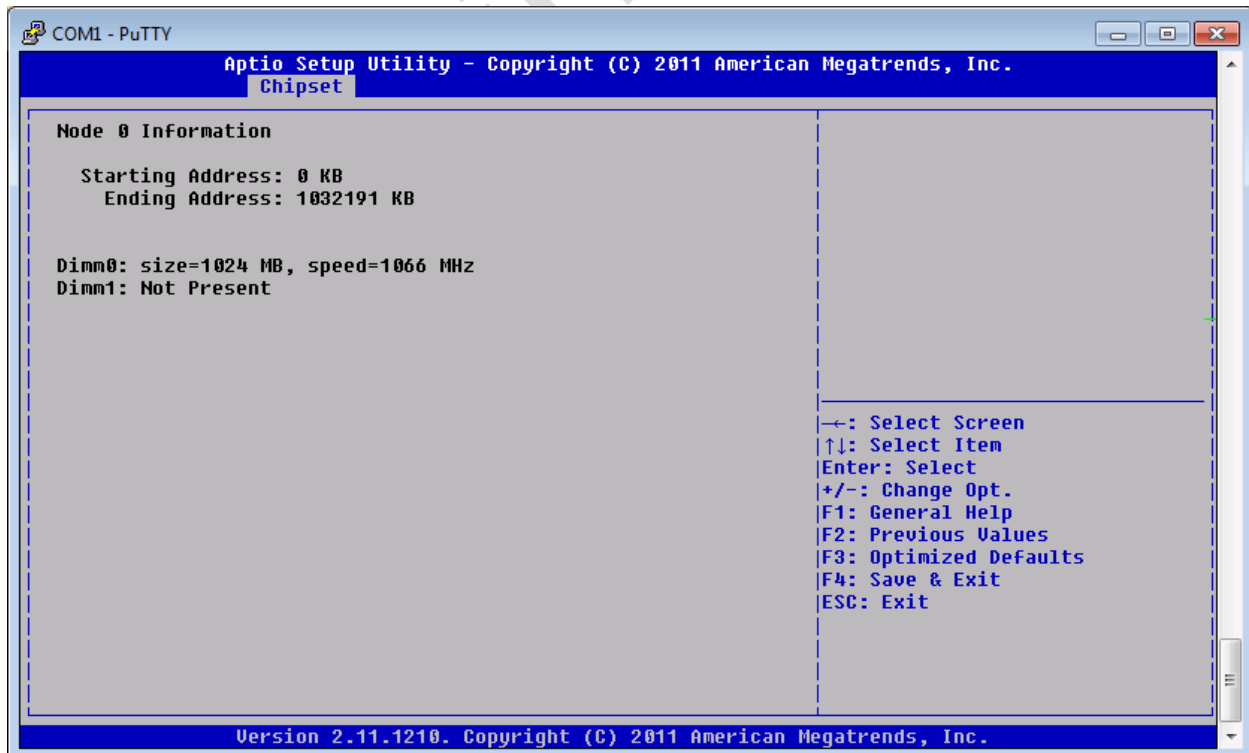 COM1 - PuTTY
Aptio Setup Utility - Copyright (C) 2011 American Megatrends, Inc.
Chipset
Node 0 Information
Starting Address: 0 KB
Ending Address: 1032191 KB
Dimm0: size=1024 MB, speed=1066 MHz
Dimm1: Not Present
→←: Select Screen
↑↓: Select Item
Enter: Select
+/-: Change Opt.
F1: General Help
F2: Previous Values
F3: Optimized Defaults
F4: Save & Exit
ESC: Exit
Version 2.11.1210. Copyright (C) 2011 American Megatrends, Inc.